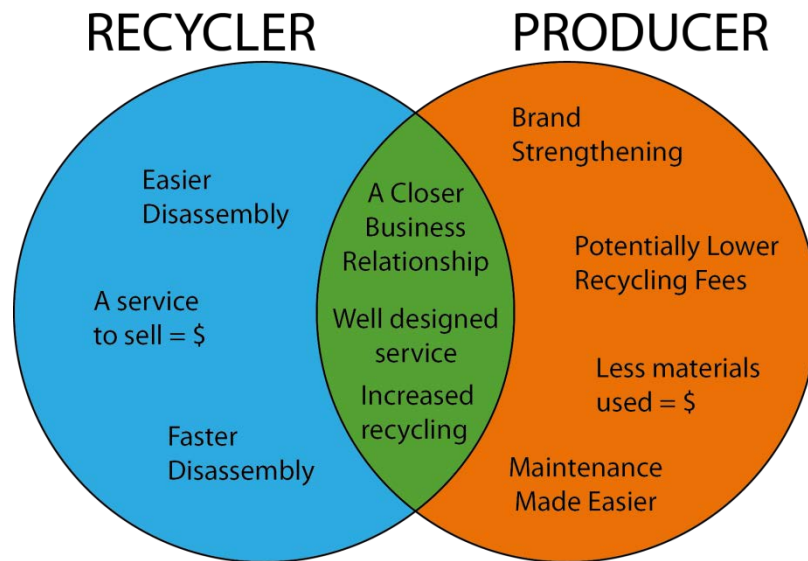 RECYCLER
PRODUCER
Easier
Disassembly
A service
to sell = $
Faster
Disassembly
A Closer
Business
Relationship
Well designed
service
Increased
recycling
Brand
Strengthening
Potentially Lower
Recycling Fees
Less materials
used = $
Maintenance
Made Easier